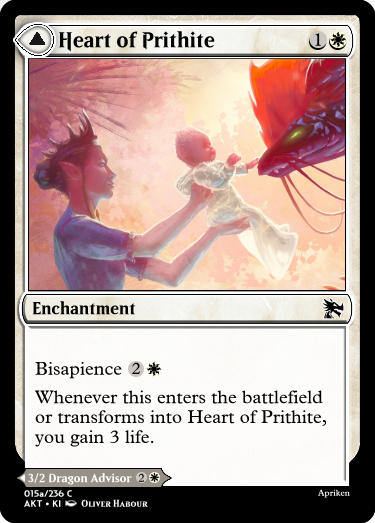 Heart of Prithite 1
Enchantment
Bisapience 2
Whenever this enters the battlefield
or transforms into Heart of Prithite,
you gain 3 life.
3/2 Dragon Advisor 2
015a/236 C
Apriken
AKT • KI Oliver Habour